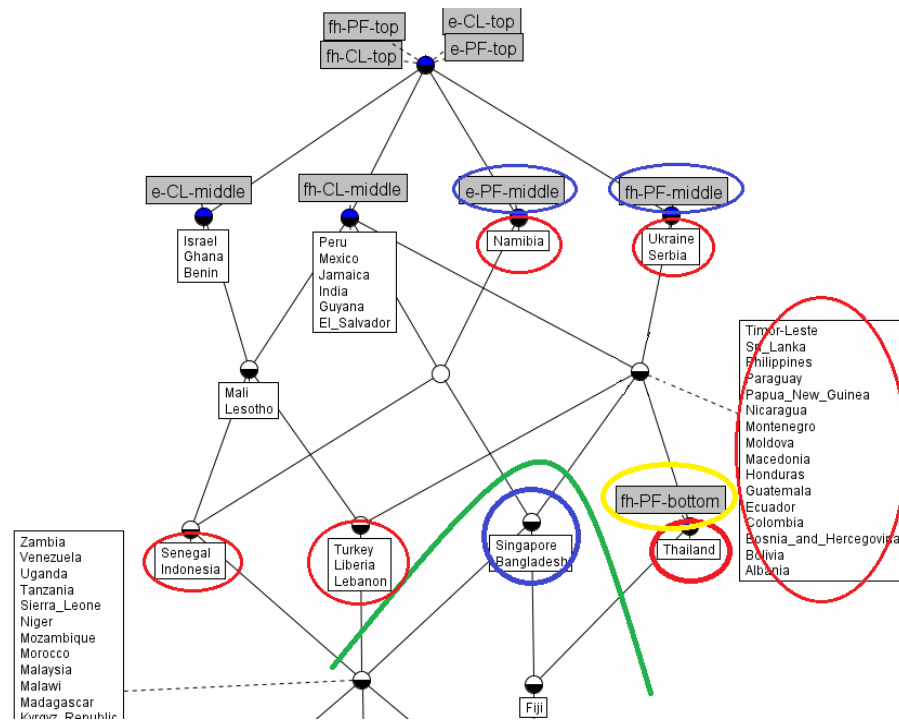 fh-PF-top
e-CL-top
fh-CL-top
e-PF-top
e-CL-middle
fh-CL-middle
e-PF-middle
fh-PF-middle
Israel
Ghana
Benin
Peru
Mexico
Jamaica
India
Guyana
El_Salvador
Namibia
Ukraine
Serbia
Timor-Leste
Sri_Lanka
Philippines
Paraguay
Papua_New_Guinea
Nicaragua
Montenegro
Moldova
Macedonia
Honduras
Guatemala
Ecuador
Colombia
Bosnia_and_Hercegovina
Bolivia
Albania
Mali
Lesotho
fh-PF-bottom
Thailand
Senegal
Indonesia
Turkey
Liberia
Lebanon
Singapore
Bangladesh
Zambia
Venezuela
Uganda
Tanzania
Sierra_Leone
Niger
Mozambique
Morocco
Malaysia
Malawi
Madagascar
Kyrgyz_Republic
Fiji